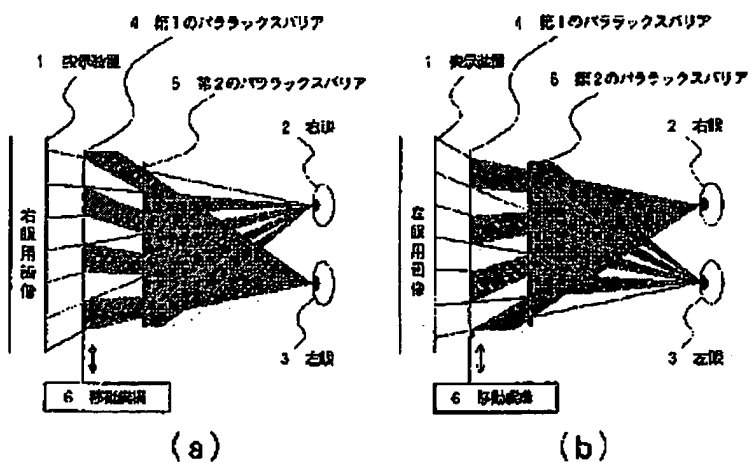 4 第1のパララックスバリア
1 表示装置
5 第2のパララックスバリア
2 右眼
右眼用画像
3 右眼
6 移動機構
(a)
4 第1のパララックスバリア
1 表示装置
5 第2のパララックスバリア
2 右眼
左眼用画像
3 左眼
6 移動機構
(b)